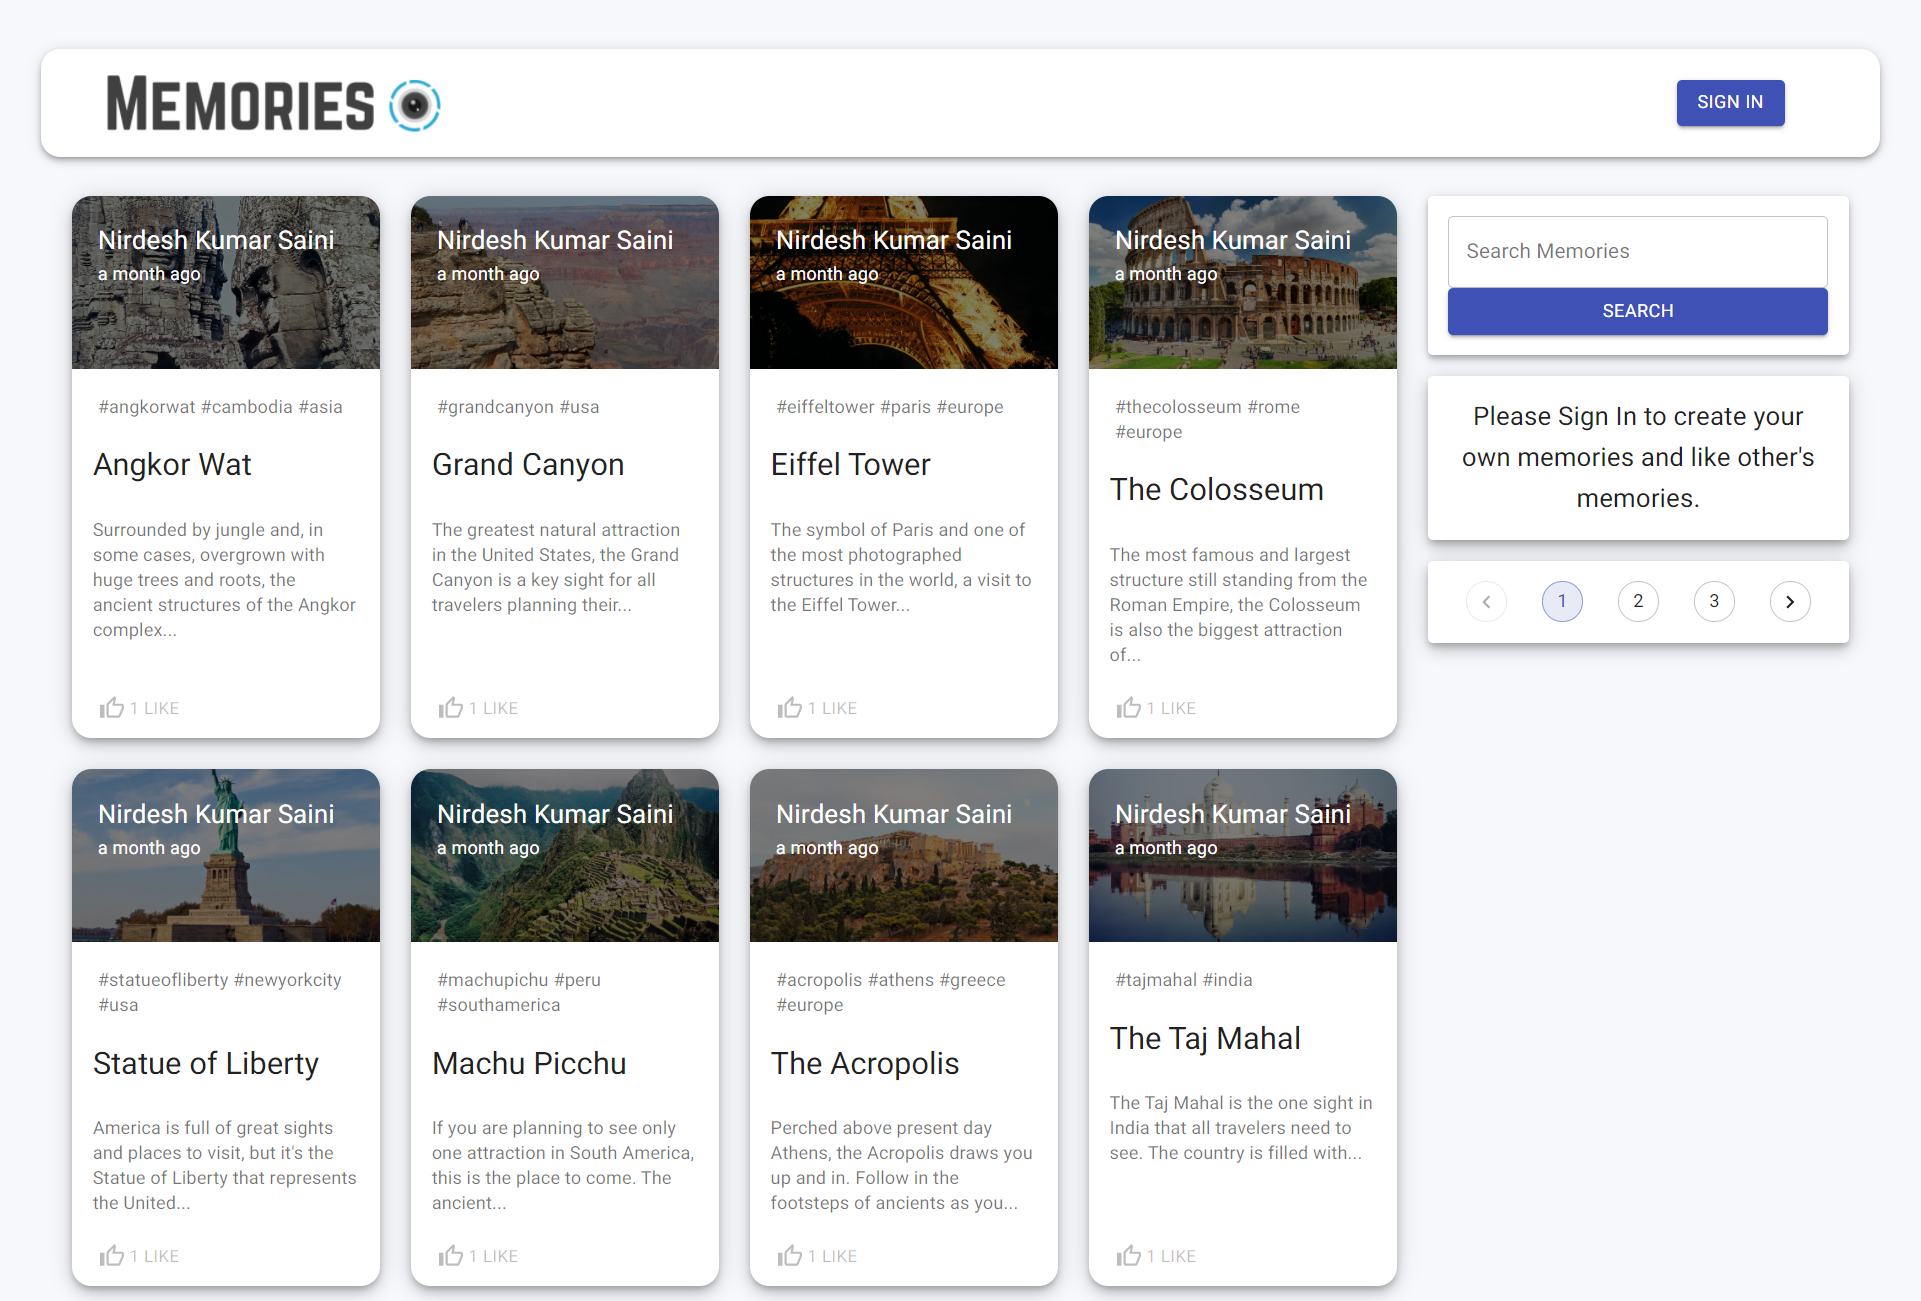 MEMORIES
SIGN IN
Nirdesh Kumar Saini
a month ago
#angkorwat #cambodia #asia
Angkor Wat
Surrounded by jungle and, in
some cases, overgrown with
huge trees and roots, the
ancient structures of the Angkor
complex...
1 LIKE
Nirdesh Kumar Saini
a month ago
#grandcanyon #usa
Grand Canyon
The greatest natural attraction
in the United States, the Grand
Canyon is a key sight for all
travelers planning their...
1 LIKE
Nirdesh Kumar Saini
a month ago
#eiffeltower #paris #europe
Eiffel Tower
The symbol of Paris and one of
the most photographed
structures in the world, a visit to
the Eiffel Tower...
1 LIKE
Nirdesh Kumar Saini
a month ago
#thecolosseum #rome
#europe
The Colosseum
The most famous and largest
structure still standing from the
Roman Empire, the Colosseum
is also the biggest attraction
of...
1 LIKE
Search Memories
SEARCH
Please Sign In to create your
own memories and like other's
memories.
1 2 3
Nirdesh Kumar Saini
a month ago
#statueofliberty #newyorkcity
#usa
Statue of Liberty
America is full of great sights
and places to visit, but it's the
Statue of Liberty that represents
the United...
1 LIKE
Nirdesh Kumar Saini
a month ago
#machupichu #peru
#southamerica
Machu Picchu
If you are planning to see only
one attraction in South America,
this is the place to come. The
ancient...
1 LIKE
Nirdesh Kumar Saini
a month ago
#acropolis #athens #greece
#europe
The Acropolis
Perched above present day
Athens, the Acropolis draws you
up and in. Follow in the
footsteps of ancients as you...
1 LIKE
Nirdesh Kumar Saini
a month ago
#tajmahal #india
The Taj Mahal
The Taj Mahal is the one sight in
India that all travelers need to
see. The country is filled with...
1 LIKE